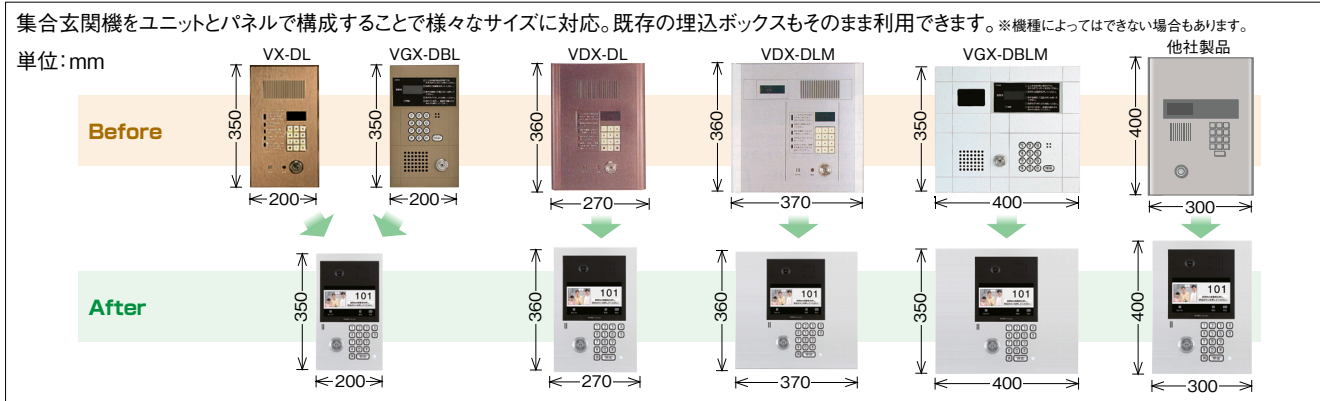 集合玄関機をユニットとパネルで構成することで様々なサイズに対応。既存の埋込ボックスもそのまま利用できます。※機種によってはできない場合もあります。
単位：mm
VX-DL VGX-DBL VDX-DL VDX-DLM VGX-DBLM 他社製品
Before
350 350 360 360 350 400
200 200 270 370 400 300
After
350 360 360 350 400
101 101 101 101 101
200 270 370 400 300